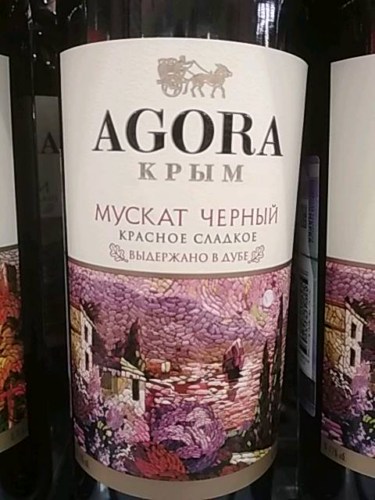 AGORA
КРЫМ
МУСКАТ ЧЕРНЫЙ
КРАСНОЕ СЛАДКОЕ
ВЫДЕРЖАНО В ДУБЕ